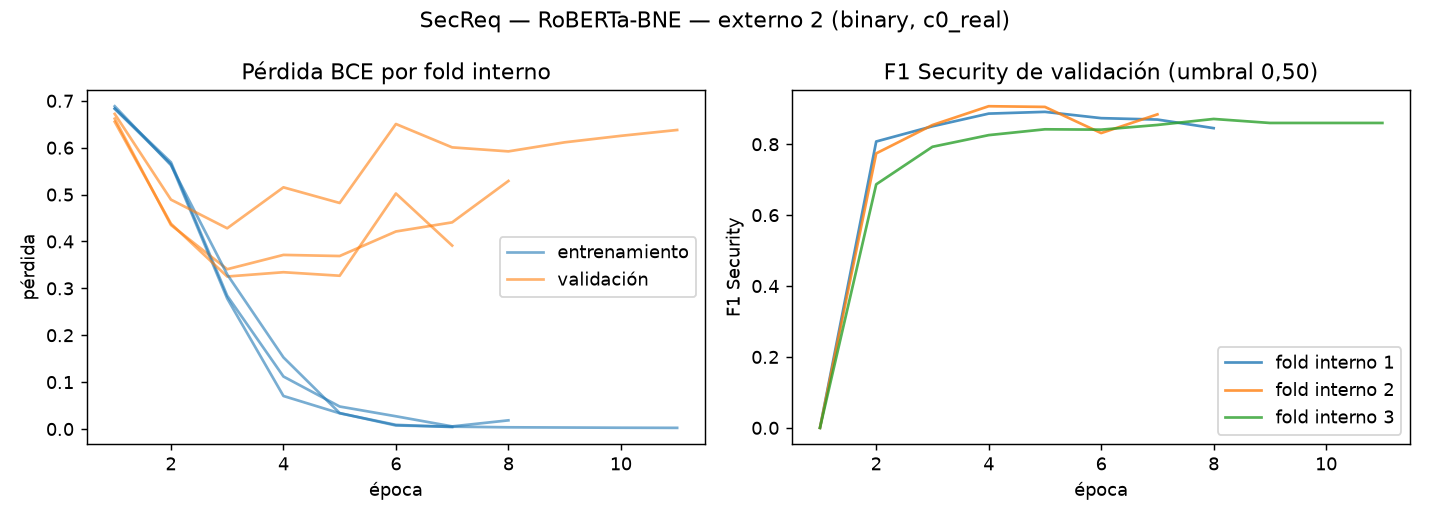 SecReq — RoBERTa-BNE — externo 2 (binary, c0_real)
Pérdida BCE por fold interno
pérdida
0.7
0.6
0.5
0.4
0.3
0.2
0.1
0.0
2
4
6
8
10
época
entrenamiento
validación
F1 Security de validación (umbral 0,50)
F1 Security
0.8
0.6
0.4
0.2
0.0
2
4
6
8
10
época
fold interno 1
fold interno 2
fold interno 3